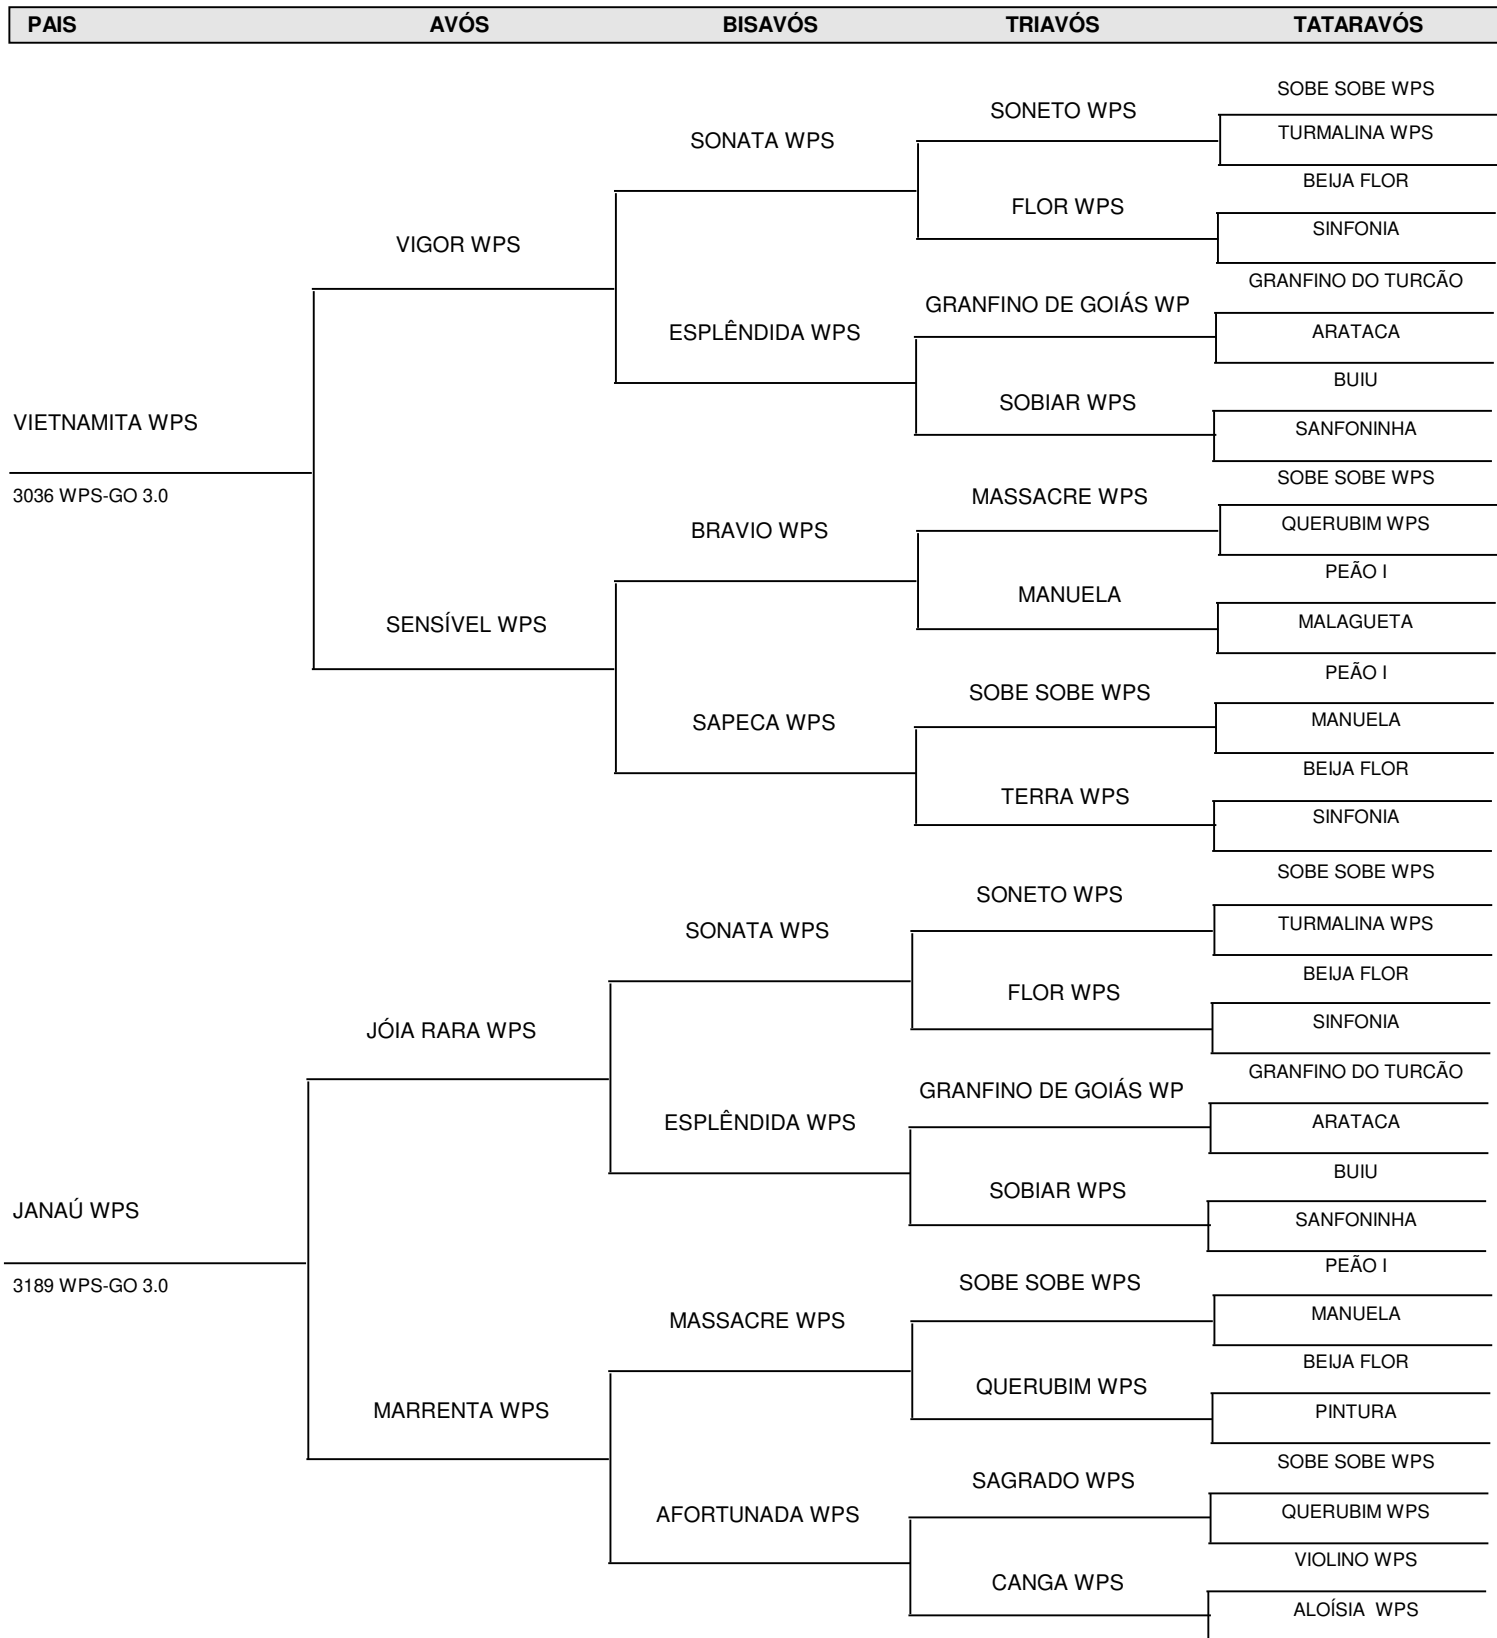 PAIS AVÓS BISAVÓS TRIAVÓS TATARAVÓS
SOBE SOBE WPS
SONETO WPS
TURMALINA WPS
SONATA WPS
BEIJA FLOR
FLOR WPS
SINFONIA
VIGOR WPS
GRANFINO DO TURCÃO
GRANFINO DE GOIÁS WP
ARATACA
ESPLÊNDIDA WPS
BUIU
SOBIAR WPS
VIETNAMITA WPS
SANFONINHA
SOBE SOBE WPS
3036 WPS-GO 3.0
MASSACRE WPS
QUERUBIM WPS
BRAVIO WPS
PEÃO I
MANUELA
MALAGUETA
SENSÍVEL WPS
PEÃO I
SOBE SOBE WPS
MANUELA
SAPECA WPS
BEIJA FLOR
TERRA WPS
SINFONIA
SOBE SOBE WPS
SONETO WPS
TURMALINA WPS
SONATA WPS
BEIJA FLOR
FLOR WPS
SINFONIA
JÓIA RARA WPS
GRANFINO DO TURCÃO
GRANFINO DE GOIÁS WP
ARATACA
ESPLÊNDIDA WPS
BUIU
SOBIAR WPS
JANAÚ WPS
SANFONINHA
PEÃO I
3189 WPS-GO 3.0
SOBE SOBE WPS
MANUELA
MASSACRE WPS
BEIJA FLOR
QUERUBIM WPS
MARRENTA WPS
PINTURA
SOBE SOBE WPS
SAGRADO WPS
QUERUBIM WPS
AFORTUNADA WPS
VIOLINO WPS
CANGA WPS
ALOÍSIA WPS